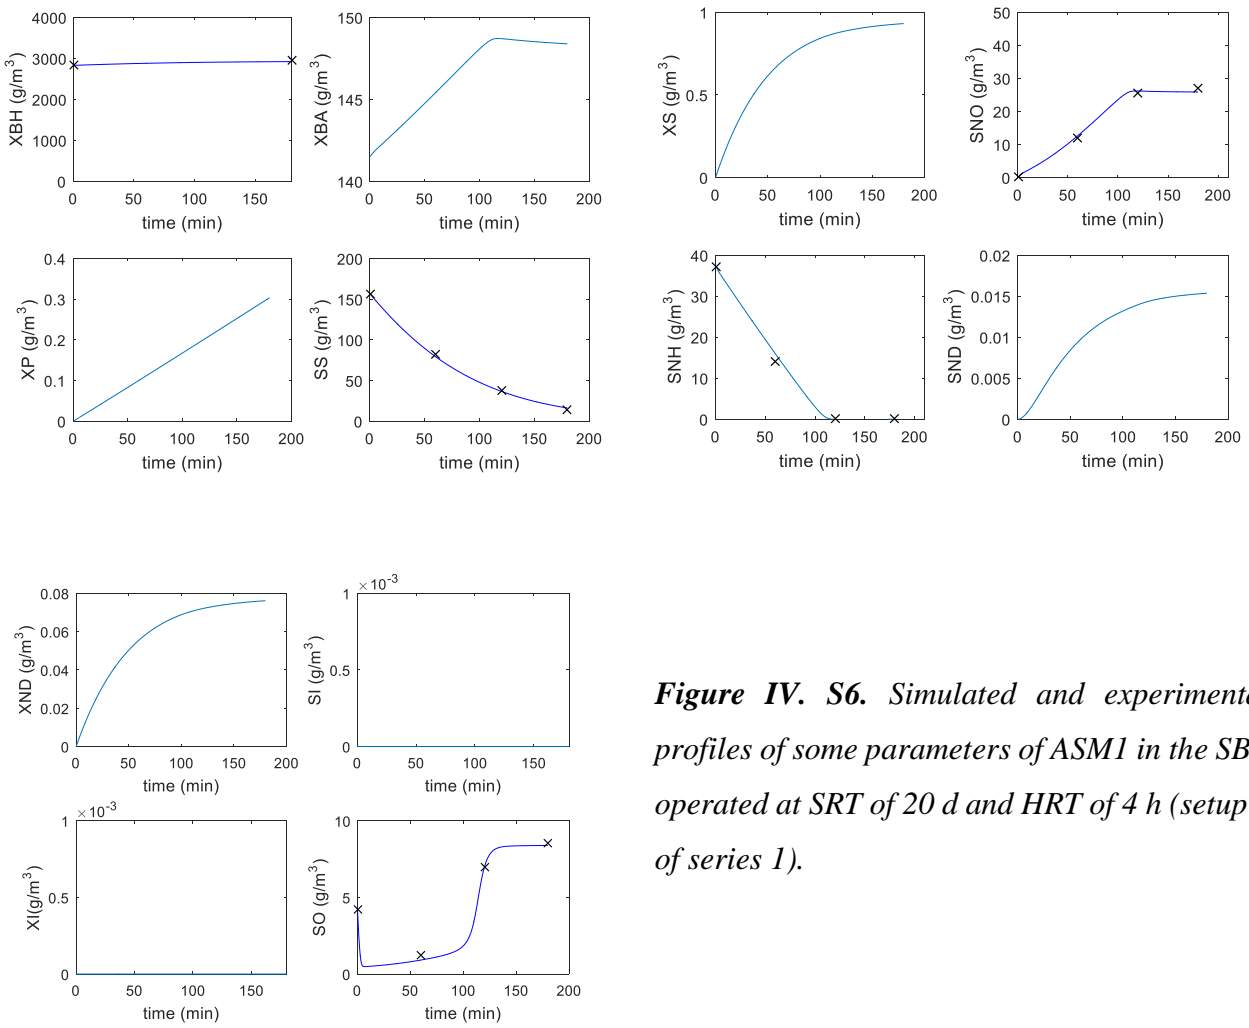 4000
3000
2000
1000
0
XBH (g/m³)
0 50 100 150
time (min)
150
145
140
XBA (g/m³)
0 50 100 150 200
time (min)
1
0.5
0
XS (g/m³)
0 50 100 150 200
time (min)
50
40
30
20
10
0
SNO (g/m³)
0 50 100 150 200
time (min)
0.4
0.3
0.2
0.1
0
XP (g/m³)
0 50 100 150 200
time (min)
200
150
100
50
0
SS (g/m³)
0 50 100 150 200
time (min)
40
30
20
10
0
SNH (g/m³)
0 50 100 150 200
time (min)
0.02
0.015
0.01
0.005
0
SND (g/m³)
0 50 100 150 200
time (min)
0.08
0.06
0.04
0.02
0
XND (g/m³)
0 50 100 150 200
time (min)
×10⁻³
1
0.5
0
SI (g/m³)
0 50 100 150
time (min)
×10⁻³
1
0.5
0
XI(g/m³)
0 50 100 150
time (min)
10
5
0
SO (g/m³)
0 50 100 150 200
time (min)
Figure IV. S6. Simulated and experimenta
profiles of some parameters of ASM1 in the SB
operated at SRT of 20 d and HRT of 4 h (setup
of series 1).